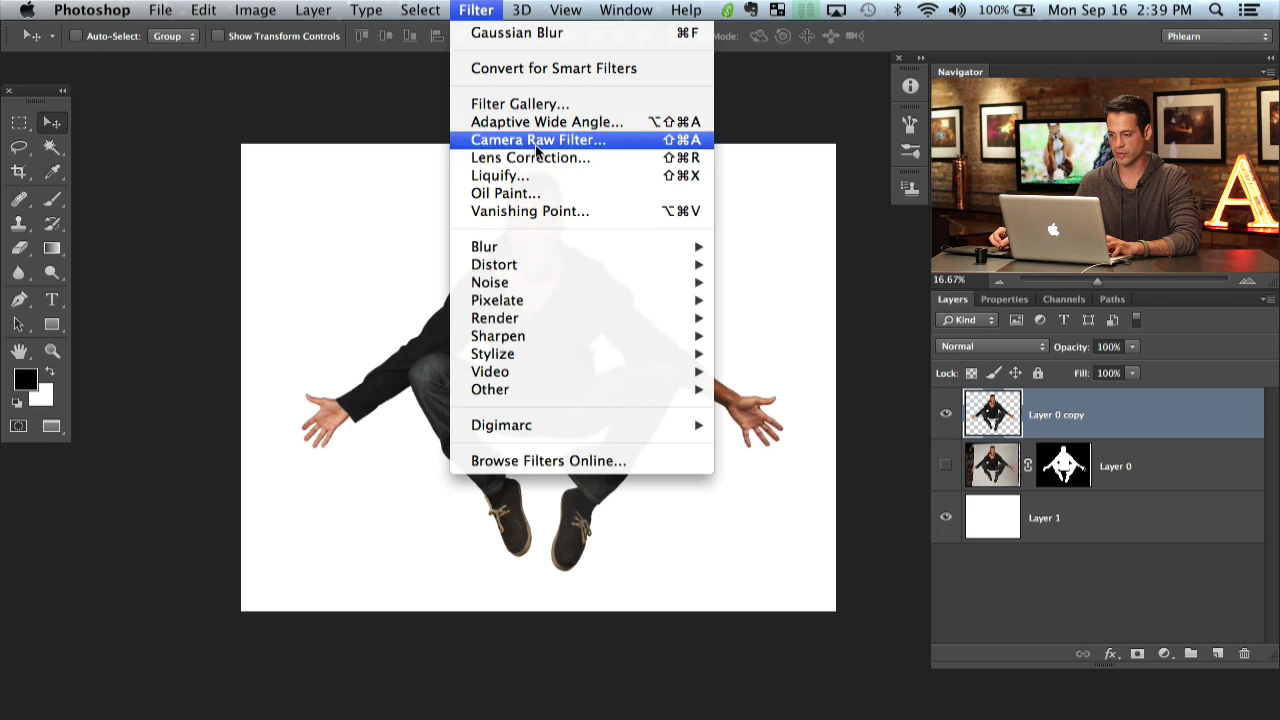 Photoshop File Edit Image Layer Type Select Filter 3D View Window Help 100% Mon Sep 16 2:39 PM
Auto-Select: Group Show Transform Controls Mode: Phlearn
Gaussian Blur ⌘F
Convert for Smart Filters
Filter Gallery...
Adaptive Wide Angle... ⌥⇧⌘A
Camera Raw Filter... ⇧⌘A
Lens Correction... ⇧⌘R
Liquify... ⇧⌘X
Oil Paint...
Vanishing Point... ⌥⌘V
Blur
Distort
Noise
Pixelate
Render
Sharpen
Stylize
Video
Other
Digimarc
Browse Filters Online...
Navigator
A
16.67%
Layers Properties Channels Paths
Kind
Normal Opacity: 100%
Lock: Fill: 100%
Layer 0 copy
Layer 0
Layer 1